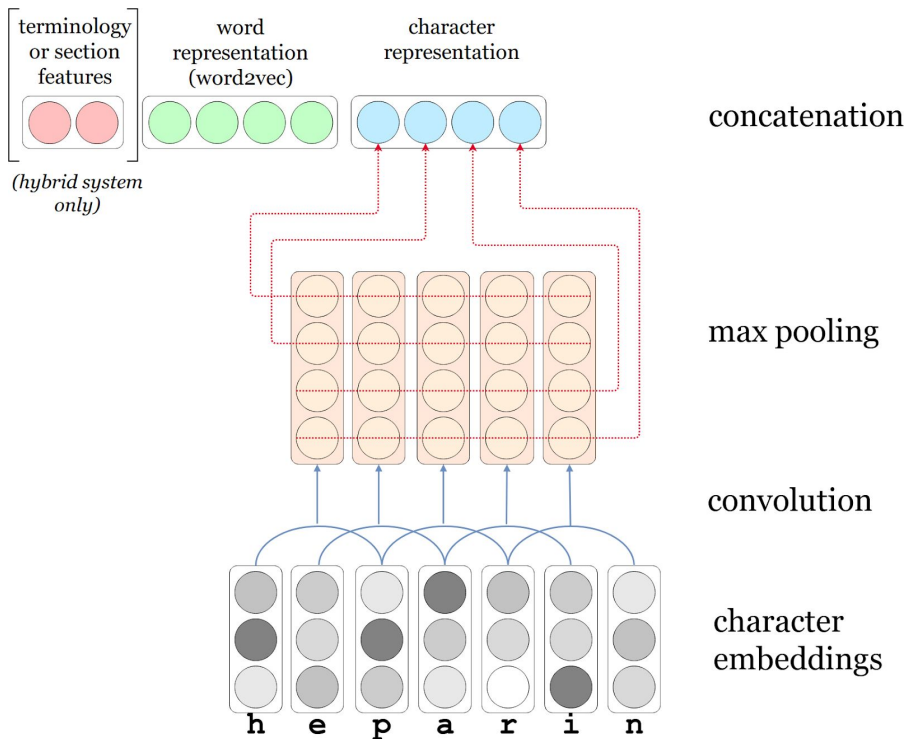 terminology
or section
features
word
representation
(word2vec)
character
representation
concatenation
(hybrid system
only)
max pooling
convolution
character
embeddings
h e p a r i n